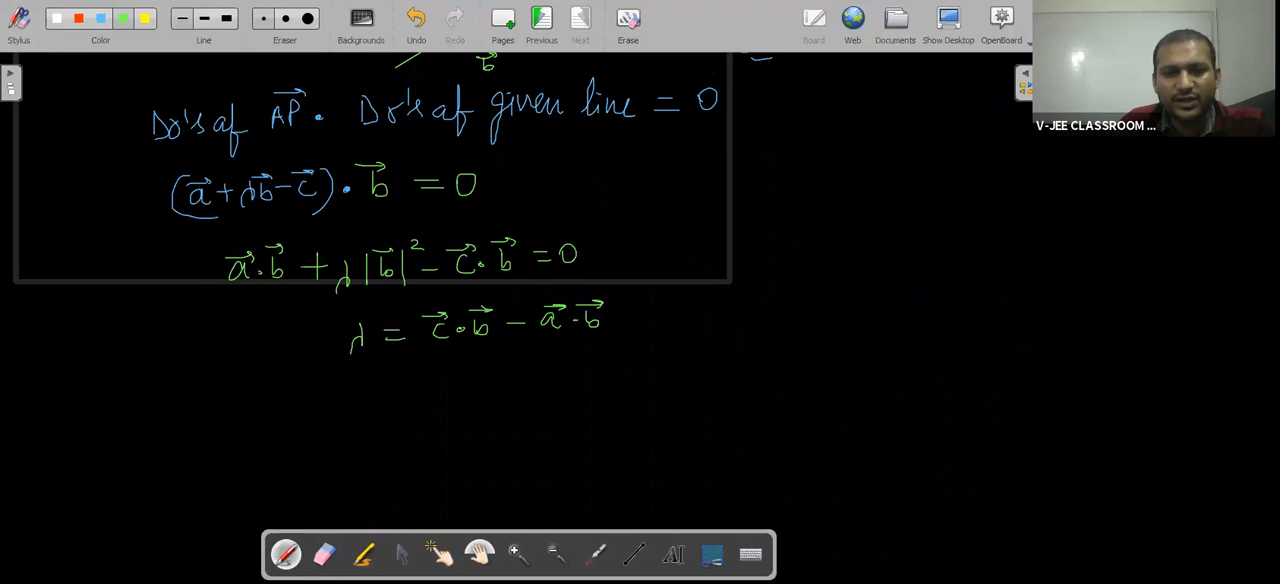 Stylus Color Line Eraser Backgrounds Undo Redo Pages Previous Next Erase Board Web Documents Show Desktop OpenBoard
V-JEE CLASSROOM ...
b⃗
Dr's of AP⃗ . Dr's of given line = 0
(a⃗ + λb⃗ - c⃗) . b⃗ = 0
a⃗ . b⃗ + λ |b⃗|² - c⃗ . b⃗ = 0
λ = c⃗ . b⃗ - a⃗ . b⃗
AI